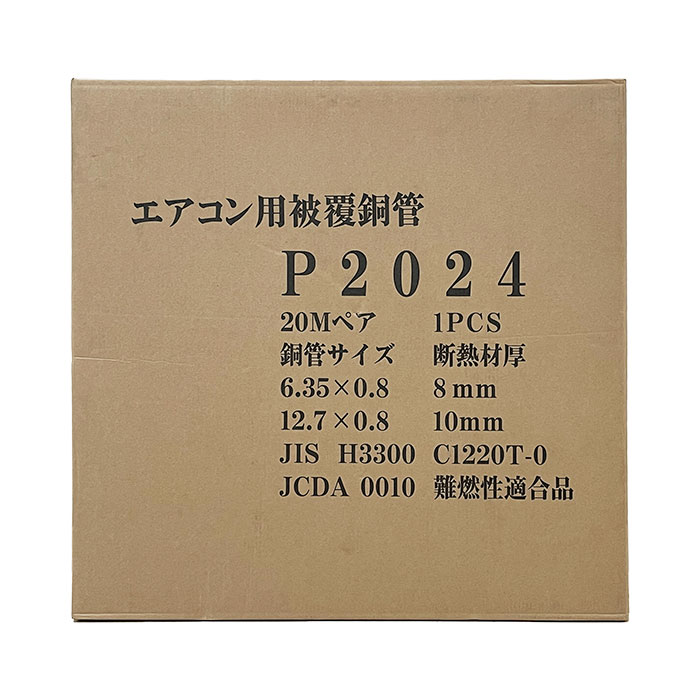 エアコン用被覆銅管
P2024
20Mペア 1PCS
銅管サイズ 断熱材厚
6.35×0.8 8mm
12.7×0.8 10mm
JIS H3300 C1220T-0
JCDA 0010 難燃性適合品